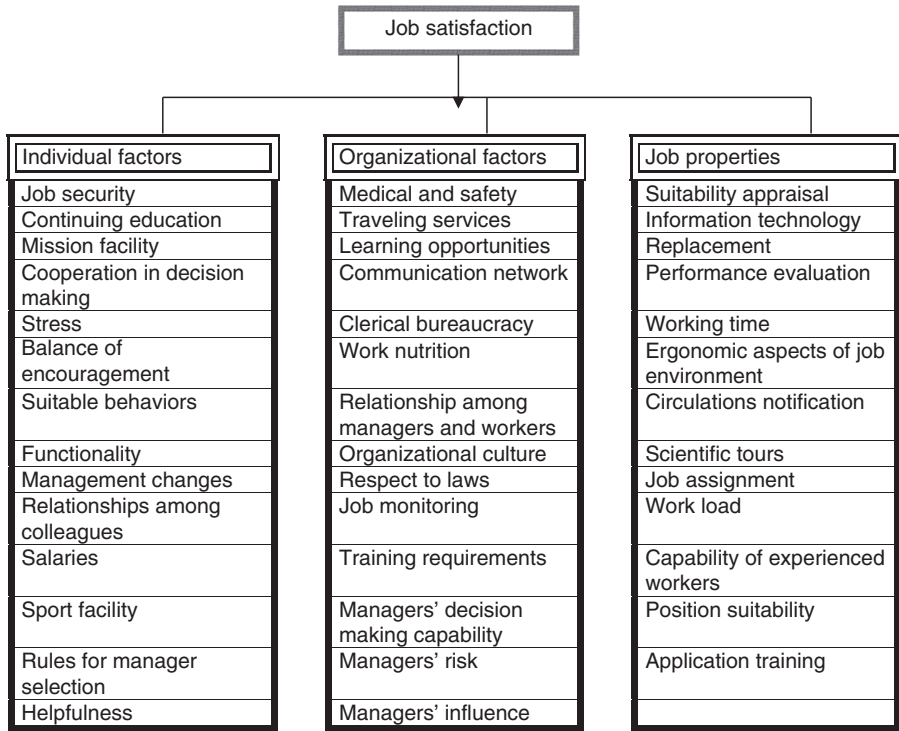 Job satisfaction
Individual factors
Job security
Continuing education
Mission facility
Cooperation in decision
making
Stress
Balance of
encouragement
Suitable behaviors
Functionality
Management changes
Relationships among
colleagues
Salaries
Sport facility
Rules for manager
selection
Helpfulness
Organizational factors
Medical and safety
Traveling services
Learning opportunities
Communication network
Clerical bureaucracy
Work nutrition
Relationship among
managers and workers
Organizational culture
Respect to laws
Job monitoring
Training requirements
Managers' decision
making capability
Managers' risk
Managers' influence
Job properties
Suitability appraisal
Information technology
Replacement
Performance evaluation
Working time
Ergonomic aspects of job
environment
Circulations notification
Scientific tours
Job assignment
Work load
Capability of experienced
workers
Position suitability
Application training